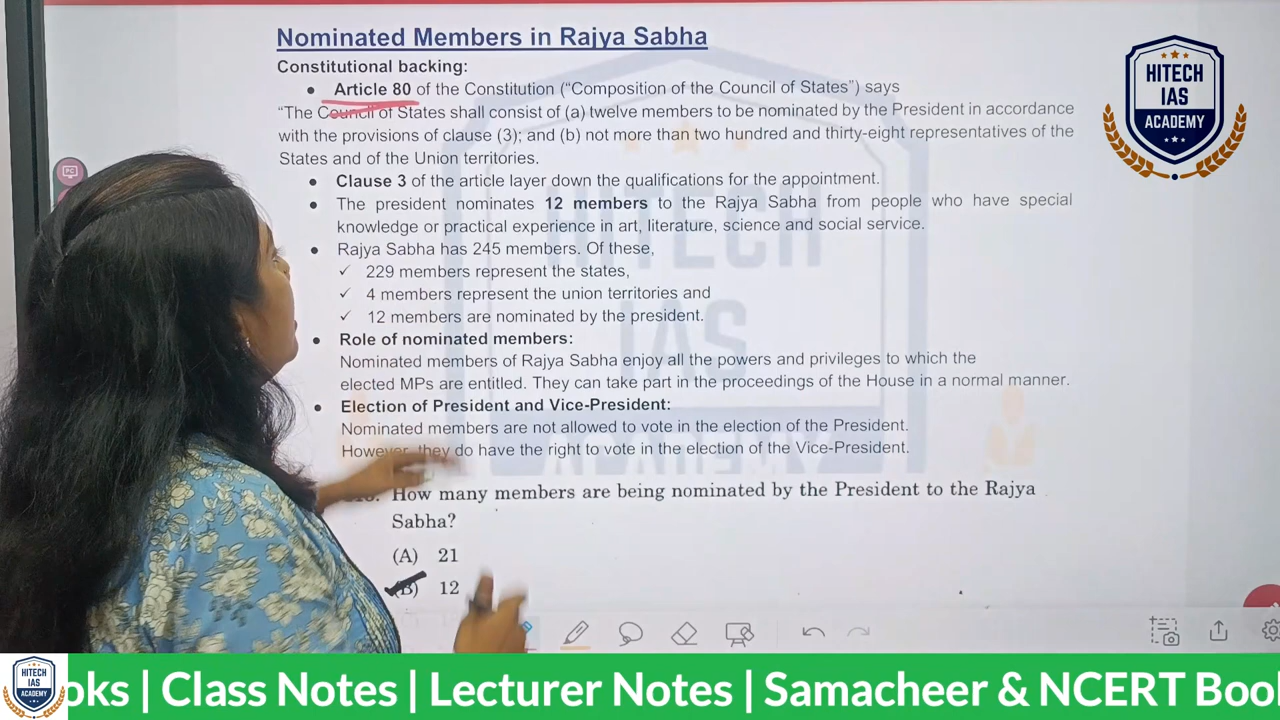 Nominated Members in Rajya Sabha
Constitutional backing:
• Article 80 of the Constitution (“Composition of the Council of States”) says
“The Council of States shall consist of (a) twelve members to be nominated by the President in accordance
with the provisions of clause (3); and (b) not more than two hundred and thirty-eight representatives of the
States and of the Union territories.
• Clause 3 of the article layer down the qualifications for the appointment.
• The president nominates 12 members to the Rajya Sabha from people who have special
knowledge or practical experience in art, literature, science and social service.
• Rajya Sabha has 245 members. Of these,
✓ 229 members represent the states,
✓ 4 members represent the union territories and
✓ 12 members are nominated by the president.
• Role of nominated members:
Nominated members of Rajya Sabha enjoy all the powers and privileges to which the
elected MPs are entitled. They can take part in the proceedings of the House in a normal manner.
• Election of President and Vice-President:
Nominated members are not allowed to vote in the election of the President.
However, they do have the right to vote in the election of the Vice-President.
How many members are being nominated by the President to the Rajya
Sabha?
(A) 21
(B) 12
HITECH
IAS
ACADEMY
HITECH
IAS
PC
HITECH
IAS
ACADEMY
oks | Class Notes | Lecturer Notes | Samacheer & NCERT Boo